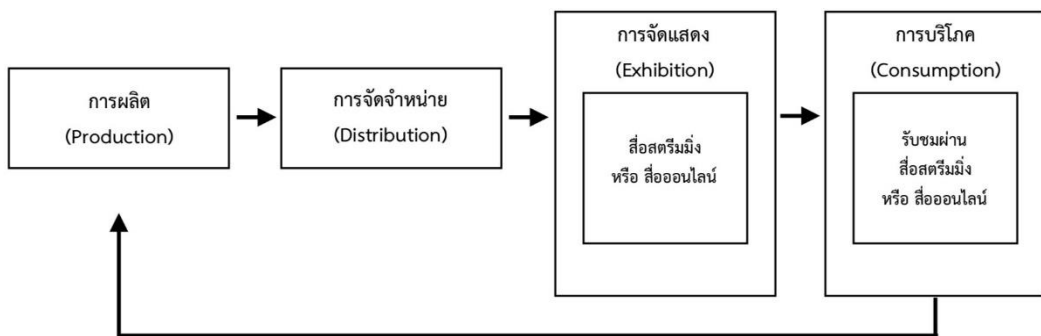 การผลิต
(Production)
การจัดจำหน่าย
(Distribution)
การจัดแสดง
(Exhibition)
สื่อสตรีมมิ่ง
หรือ สื่อออนไลน์
การบริโภค
(Consumption)
รับชมผ่าน
สื่อสตรีมมิ่ง
หรือ สื่อออนไลน์